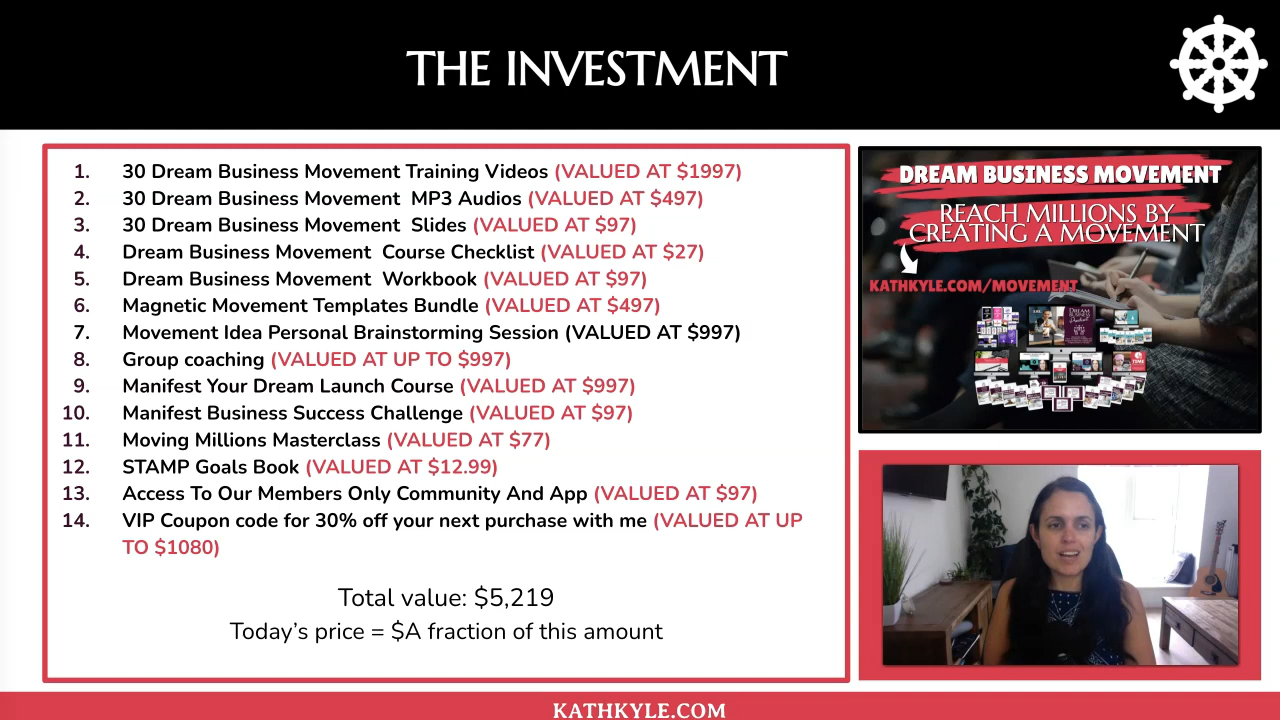 THE INVESTMENT
1. 30 Dream Business Movement Training Videos (VALUED AT $1997)
2. 30 Dream Business Movement MP3 Audios (VALUED AT $497)
3. 30 Dream Business Movement Slides (VALUED AT $97)
4. Dream Business Movement Course Checklist (VALUED AT $27)
5. Dream Business Movement Workbook (VALUED AT $97)
6. Magnetic Movement Templates Bundle (VALUED AT $497)
7. Movement Idea Personal Brainstorming Session (VALUED AT $997)
8. Group coaching (VALUED AT UP TO $997)
9. Manifest Your Dream Launch Course (VALUED AT $997)
10. Manifest Business Success Challenge (VALUED AT $97)
11. Moving Millions Masterclass (VALUED AT $77)
12. STAMP Goals Book (VALUED AT $12.99)
13. Access To Our Members Only Community And App (VALUED AT $97)
14. VIP Coupon code for 30% off your next purchase with me (VALUED AT UP
TO $1080)
Total value: $5,219
Today's price = $A fraction of this amount
DREAM BUSINESS MOVEMENT
REACH MILLIONS BY
CREATING A MOVEMENT
KATHKYLE.COM/MOVEMENT
KATHKYLE.COM